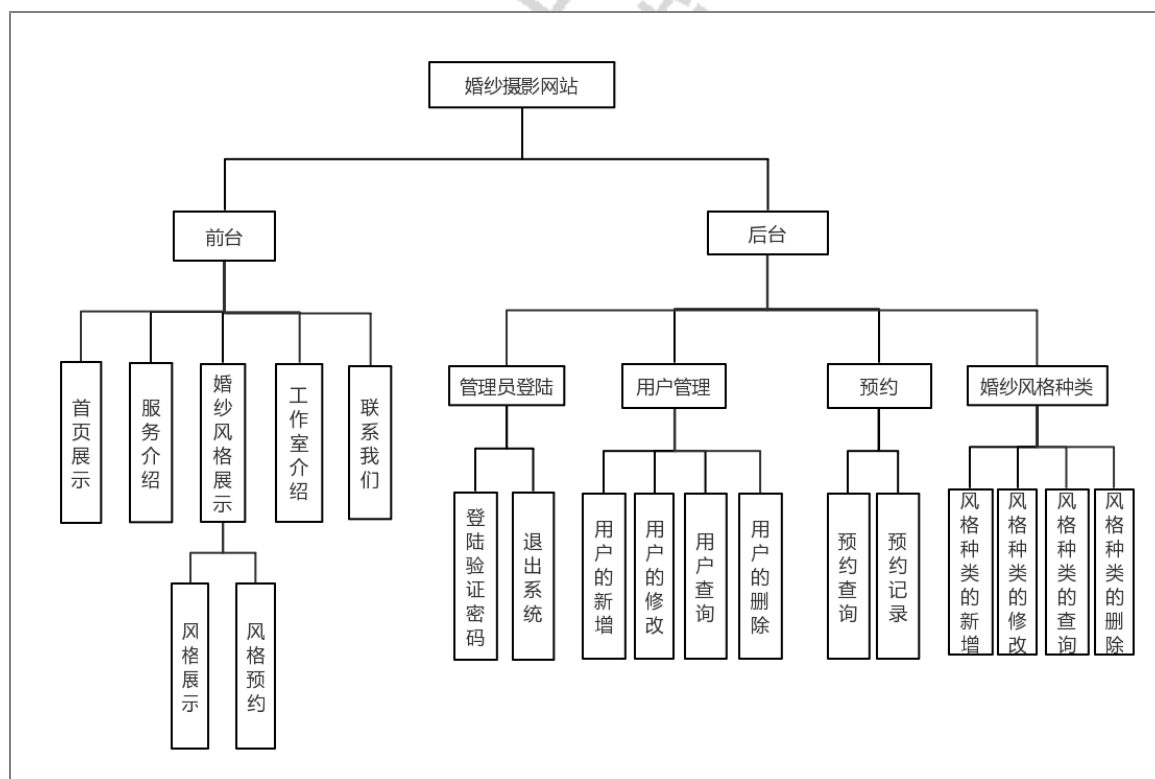 婚纱摄影网站
前台
后台
首页展示
服务介绍
婚纱风格展示
工作室介绍
联系我们
管理员登陆
用户管理
预约
婚纱风格种类
风格展示
风格预约
登陆验证密码
退出系统
用户的新增
用户的修改
用户查询
用户的删除
预约查询
预约记录
风格种类的新增
风格种类的修改
风格种类的查询
风格种类的删除